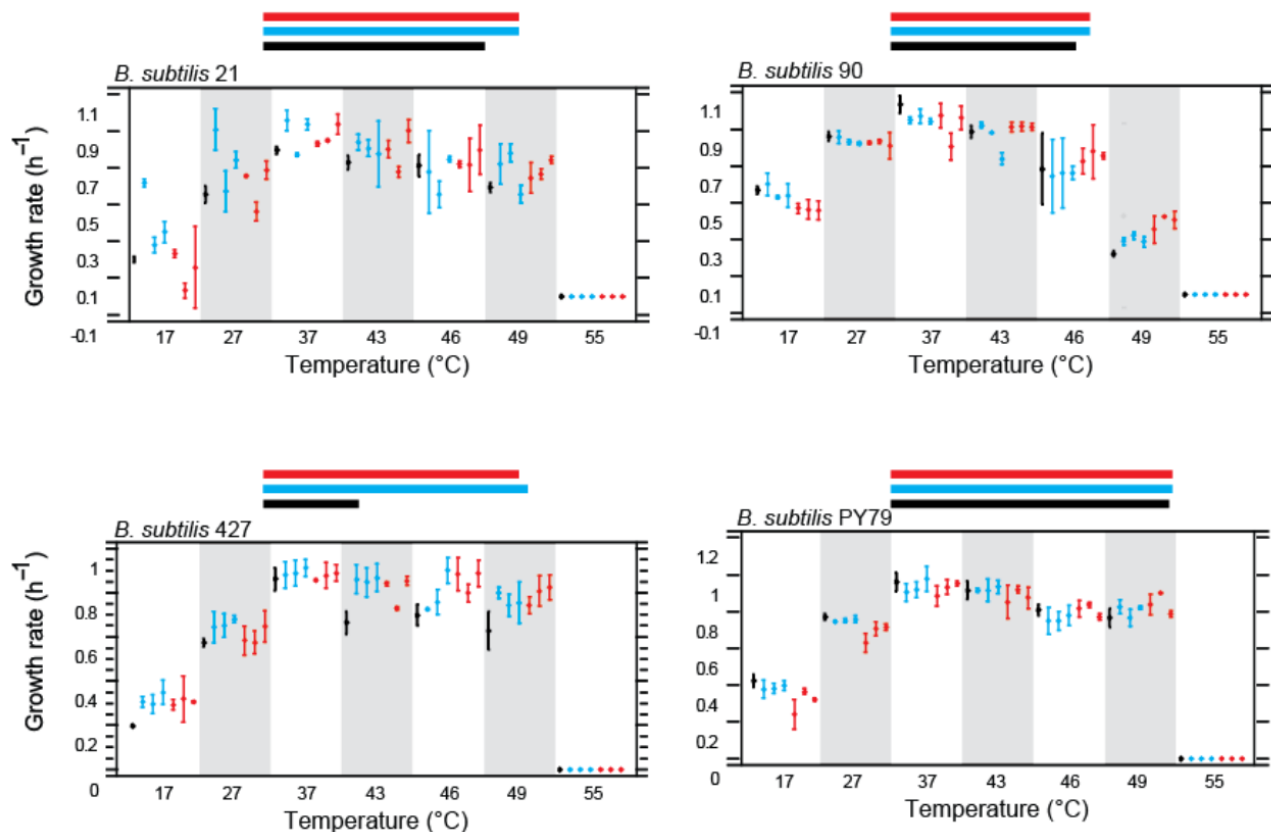 B. subtilis 21
Growth rate (h⁻¹)
1.1
0.9
0.7
0.5
0.3
0.1
-0.1
17 27 37 43 46 49 55
Temperature (°C)
B. subtilis 90
1.1
0.9
0.7
0.5
0.3
0.1
-0.1
17 27 37 43 46 49 55
Temperature (°C)
B. subtilis 427
Growth rate (h⁻¹)
1
0.8
0.6
0.4
0.2
0
17 27 37 43 46 49 55
Temperature (°C)
B. subtilis PY79
12
1
0.8
0.6
0.4
0.2
0
17 27 37 43 46 49 55
Temperature (°C)